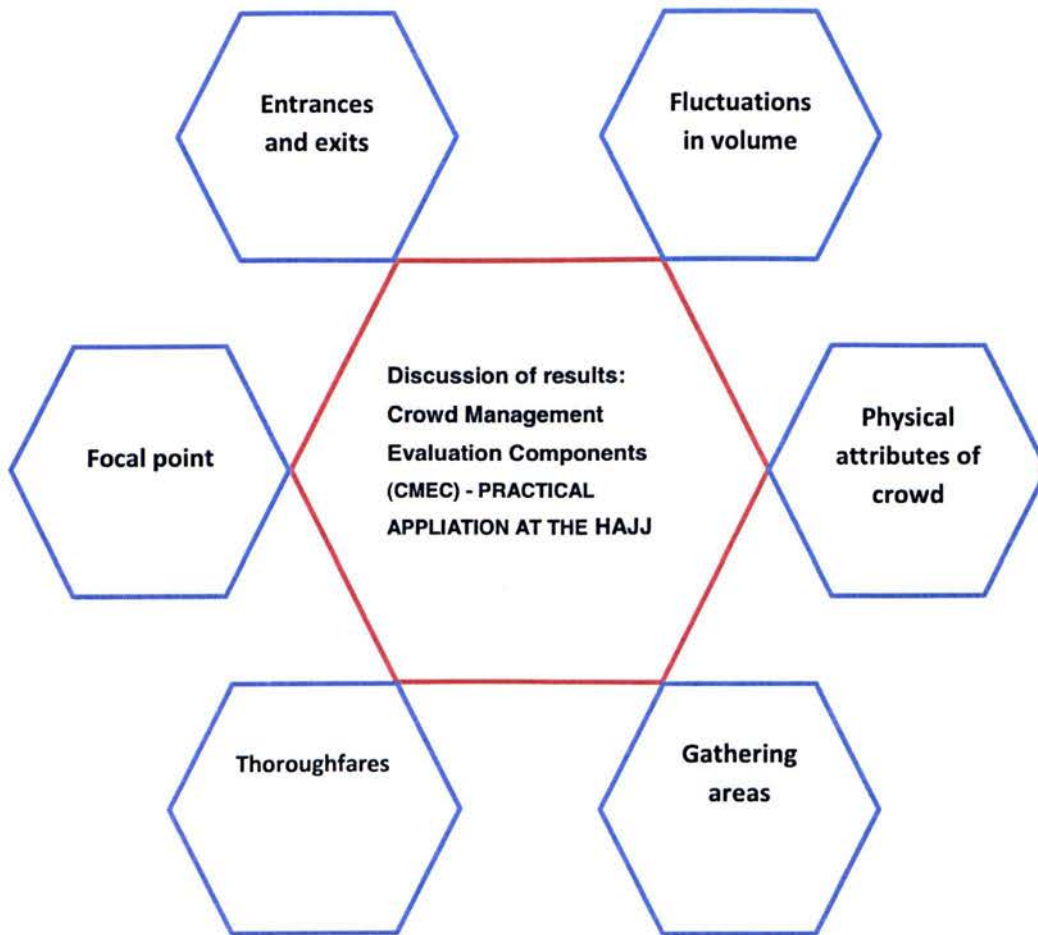 Entrances
and exits
Fluctuations
in volume
Focal point
Discussion of results:
Crowd Management
Evaluation Components
(CMEC) - PRACTICAL
APPLIATION AT THE HAJJ
Physical
attributes of
crowd
Thoroughfares
Gathering
areas